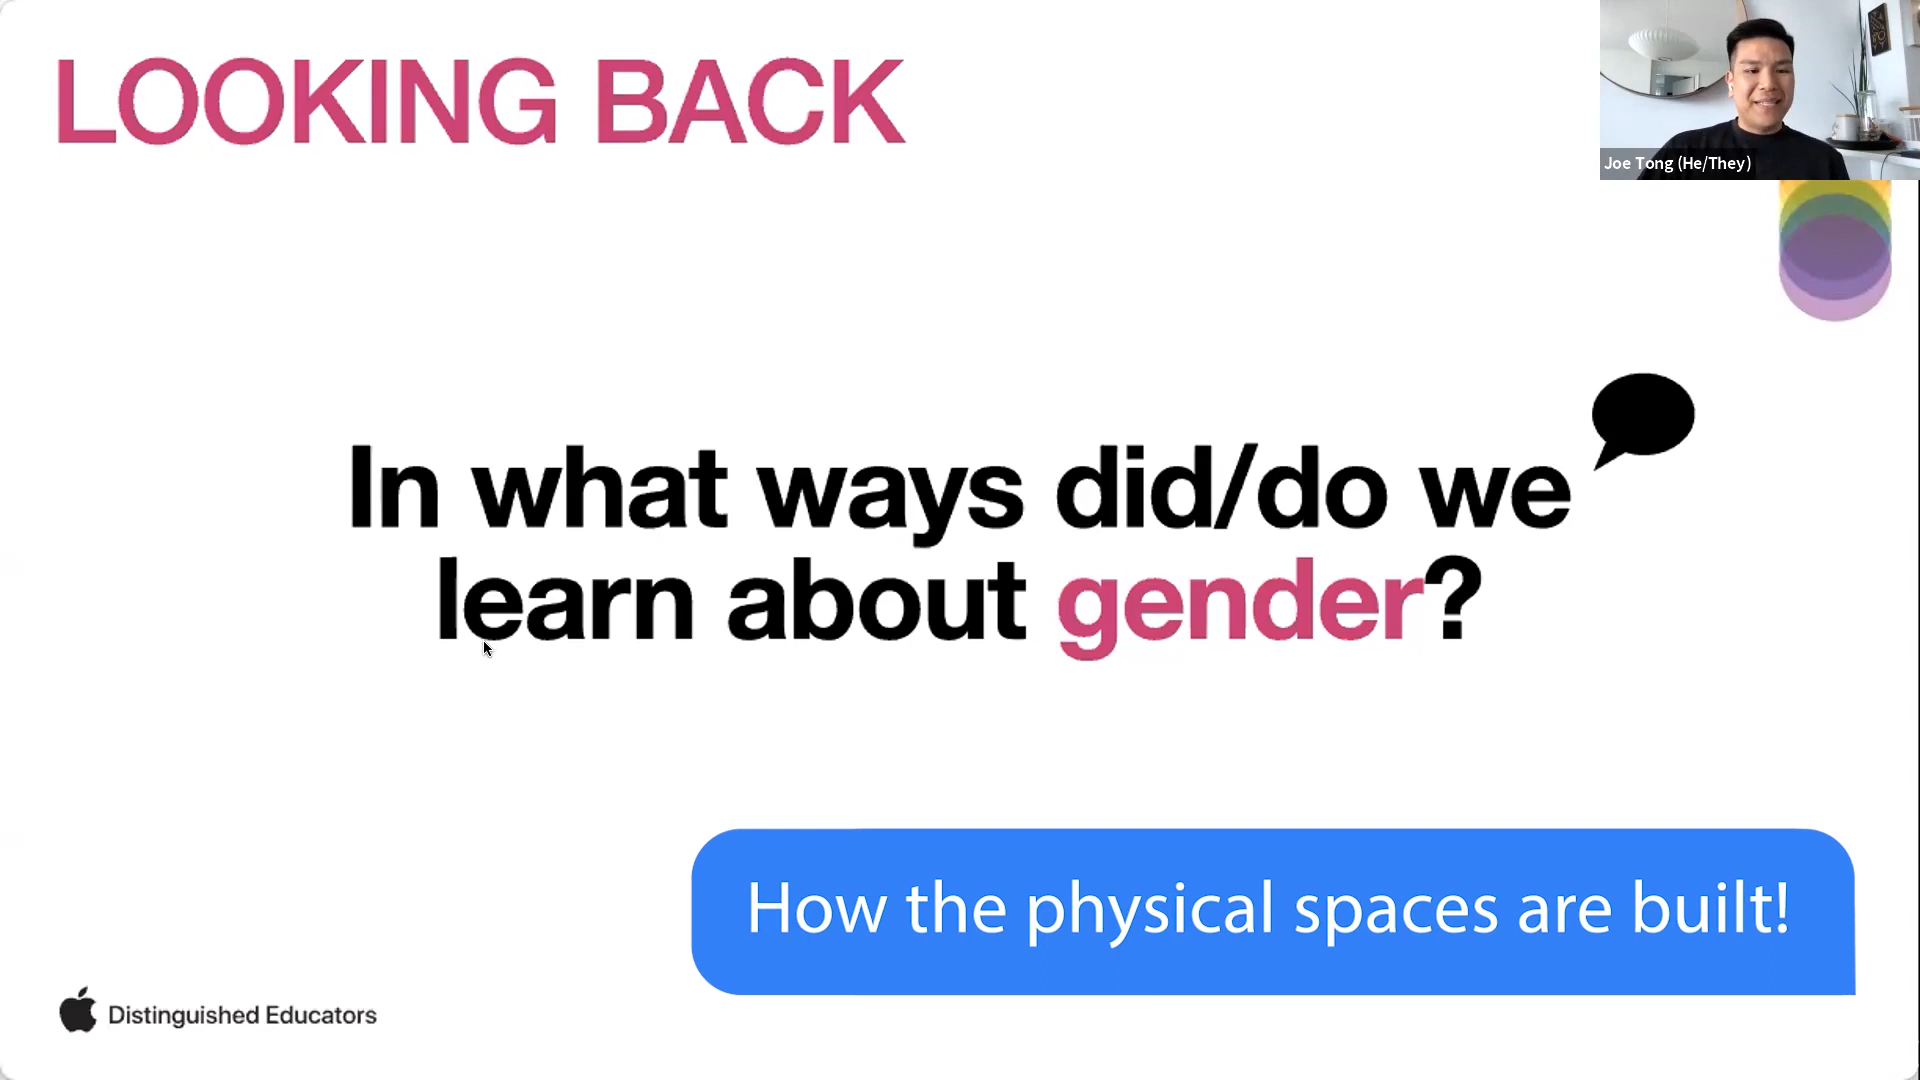 LOOKING BACK
Joe Tong (He/They)
In what ways did/do we
learn about gender?
How the physical spaces are built!
Distinguished Educators